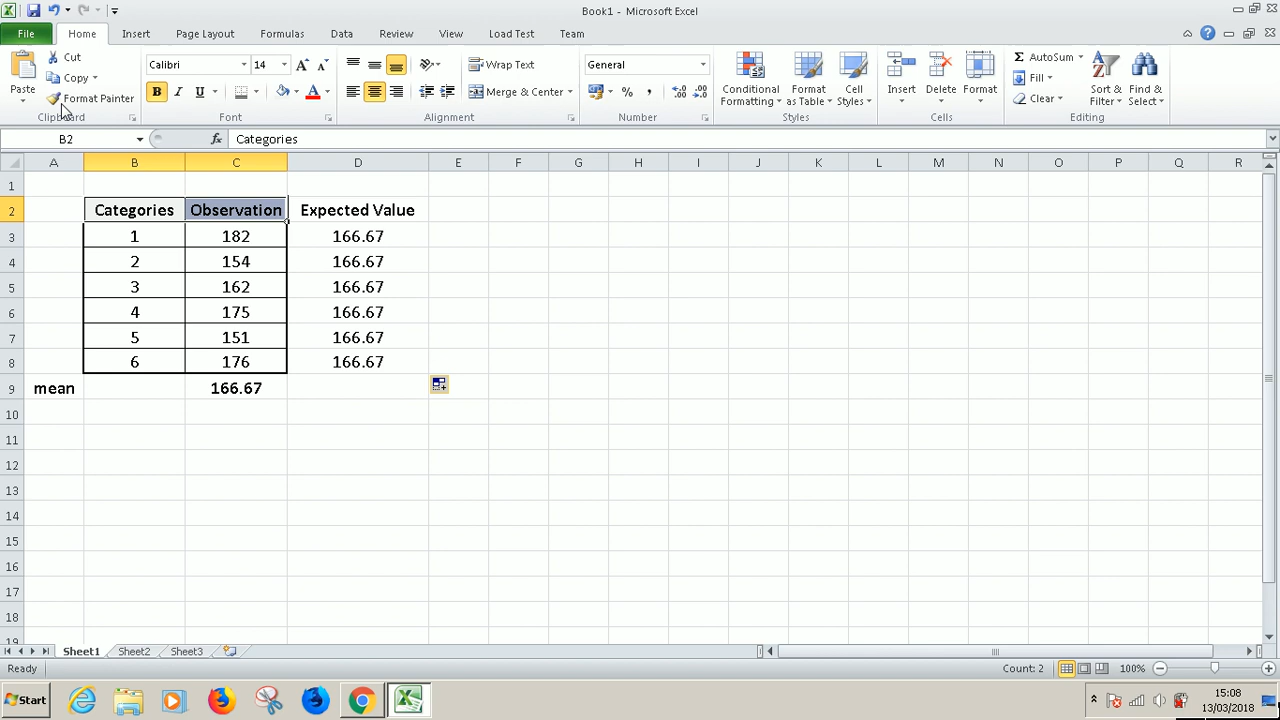 Book1 - Microsoft Excel
File Home Insert Page Layout Formulas Data Review View Load Test Team
Paste
Cut
Copy
Format Painter
Clipboard
Calibri 14
B I U A
Font
Wrap Text
Merge & Center
Alignment
General
%
Number
Conditional Formatting
Format as Table
Cell Styles
Styles
Insert Delete Format
Cells
AutoSum
Fill
Clear
Sort & Filter
Find & Select
Editing
B2 fx Categories
A B C D E F G H I J K L M N O P Q R
1
2 Categories Observation Expected Value
3 1 182 166.67
4 2 154 166.67
5 3 162 166.67
6 4 175 166.67
7 5 151 166.67
8 6 176 166.67
9 mean 166.67
10
11
12
13
14
15
16
17
18
19
Sheet1 Sheet2 Sheet3
Ready Count: 2 100%
Start
15:08
13/03/2018